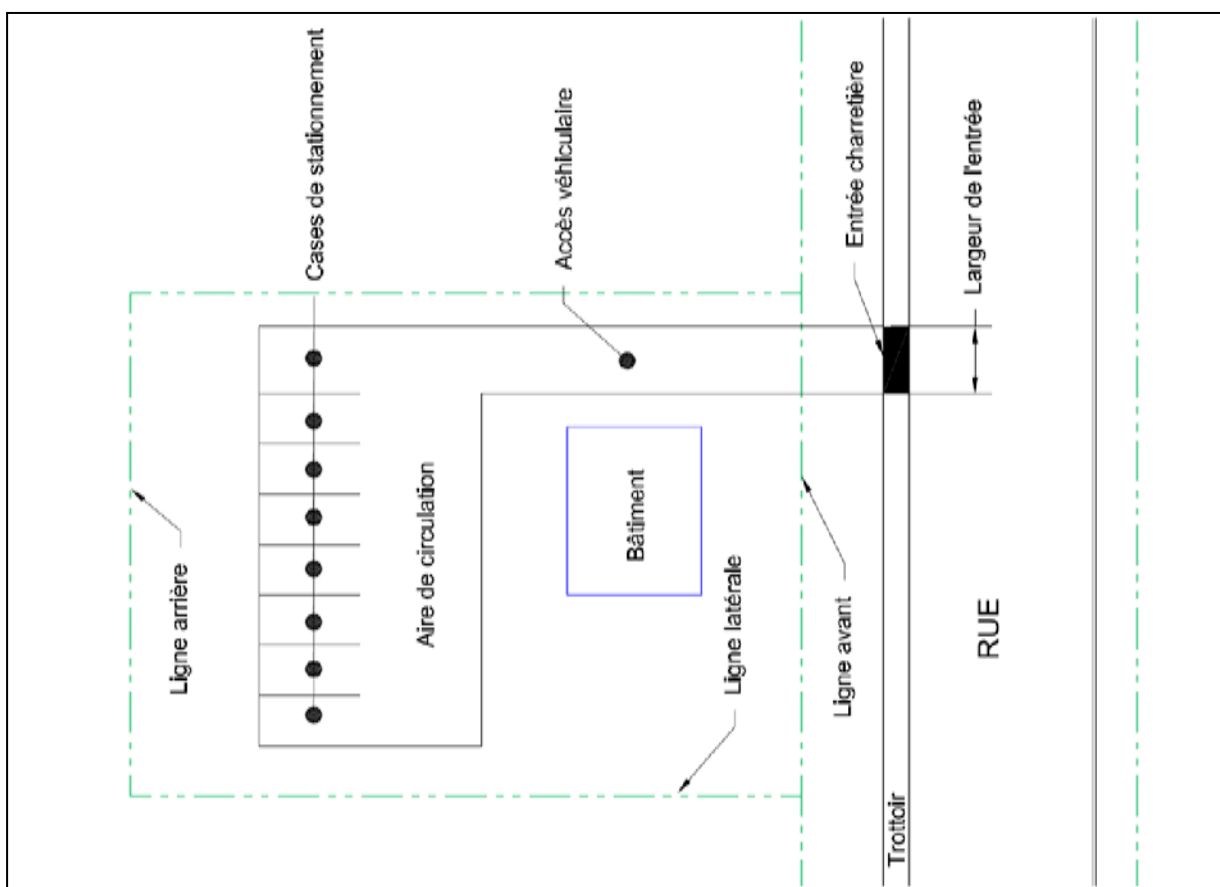 Cases de stationnement
Accès véhiculaire
Entrée charretière
Largeur de l'entrée
Ligne arrière
Aire de circulation
Bâtiment
Ligne latérale
Ligne avant
RUE
Trottoir